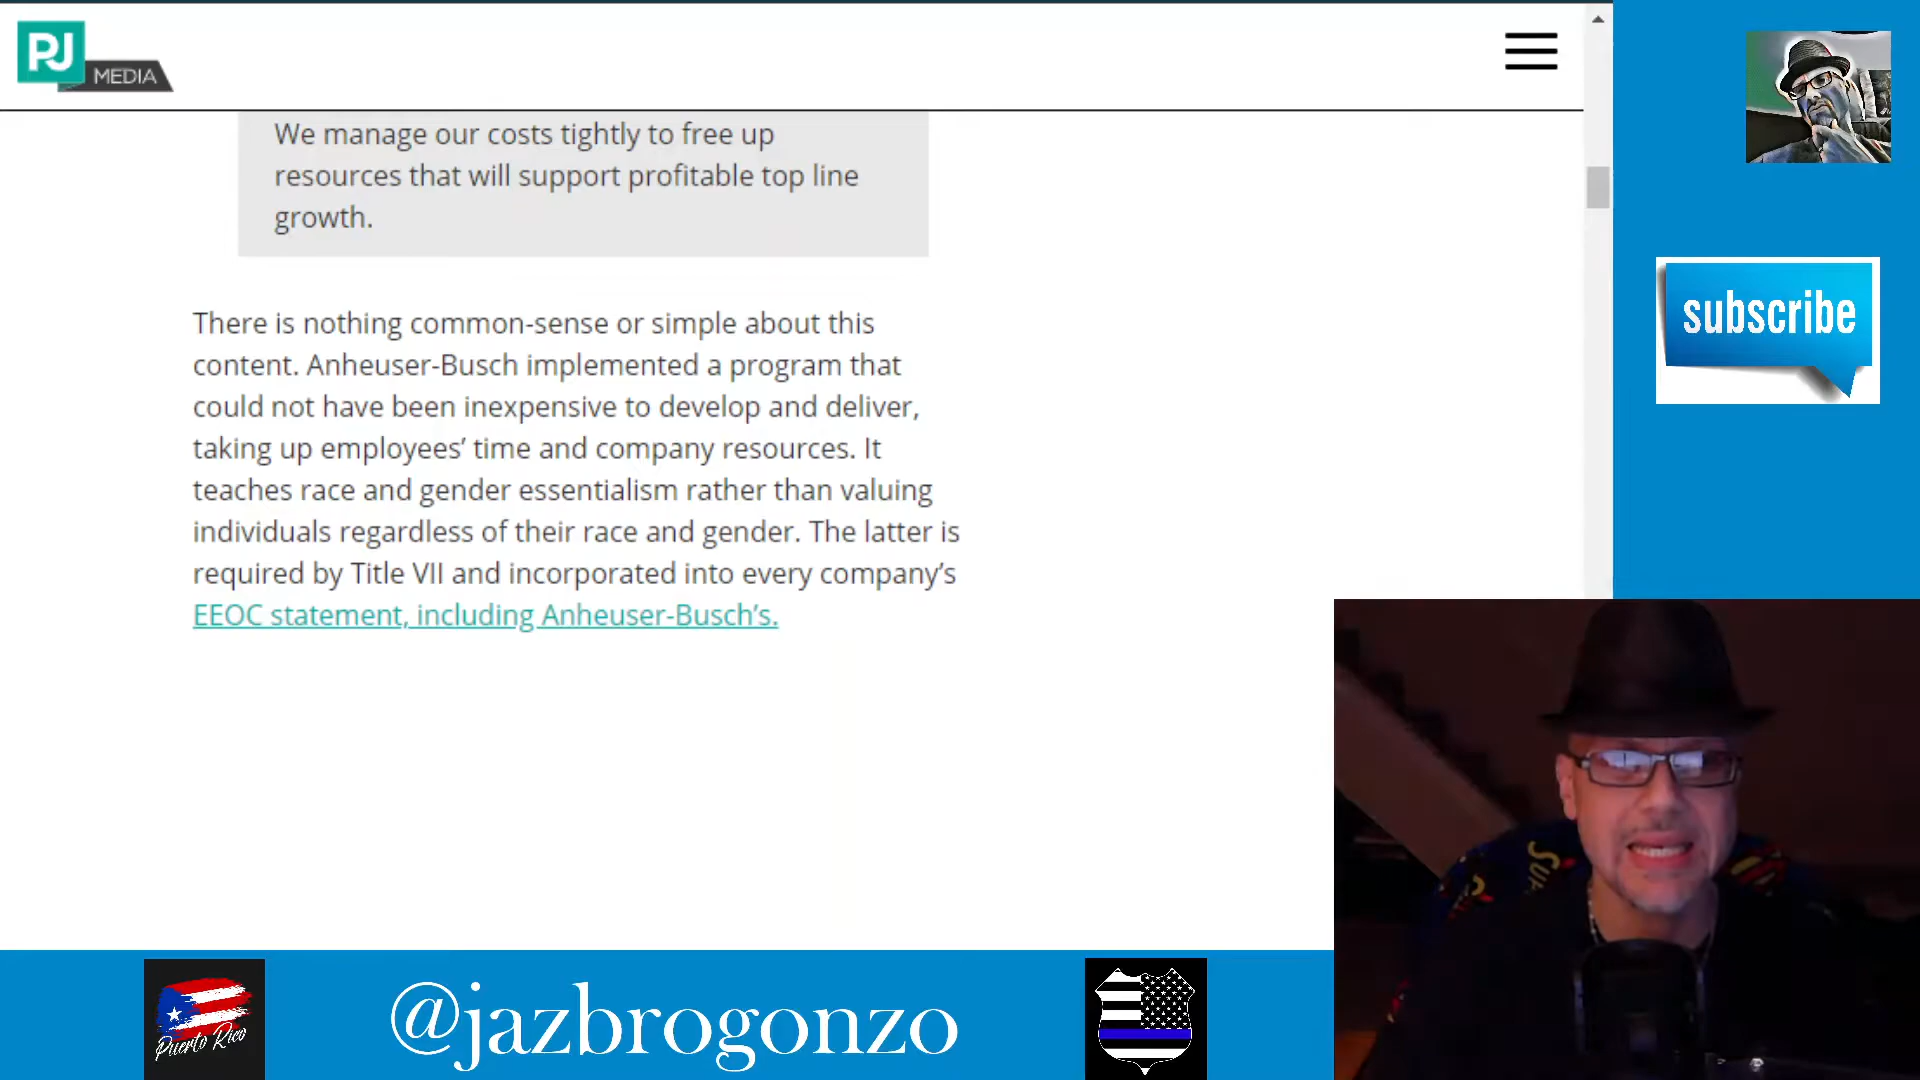 PJ
MEDIA
We manage our costs tightly to free up
resources that will support profitable top line
growth.
There is nothing common-sense or simple about this
content. Anheuser-Busch implemented a program that
could not have been inexpensive to develop and deliver,
taking up employees’ time and company resources. It
teaches race and gender essentialism rather than valuing
individuals regardless of their race and gender. The latter is
required by Title VII and incorporated into every company’s
EEOC statement, including Anheuser-Busch’s.
subscribe
Puerto Rico
@jazbrogonzo